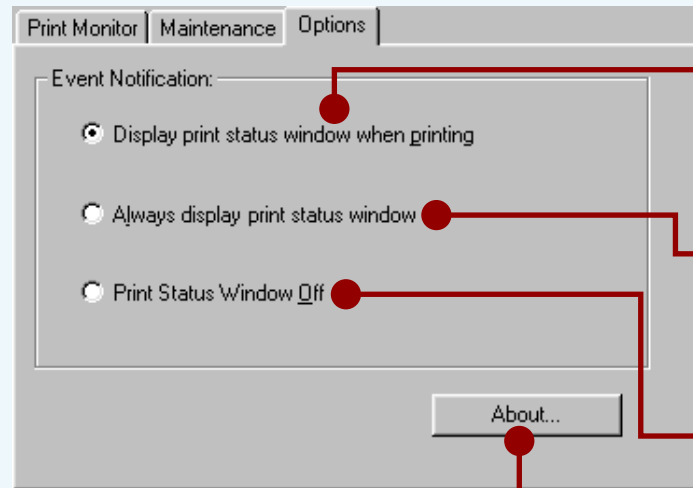 Print Monitor Maintenance Options
Event Notification:
Display print status window when printing
Always display print status window
Print Status Window Off
About...